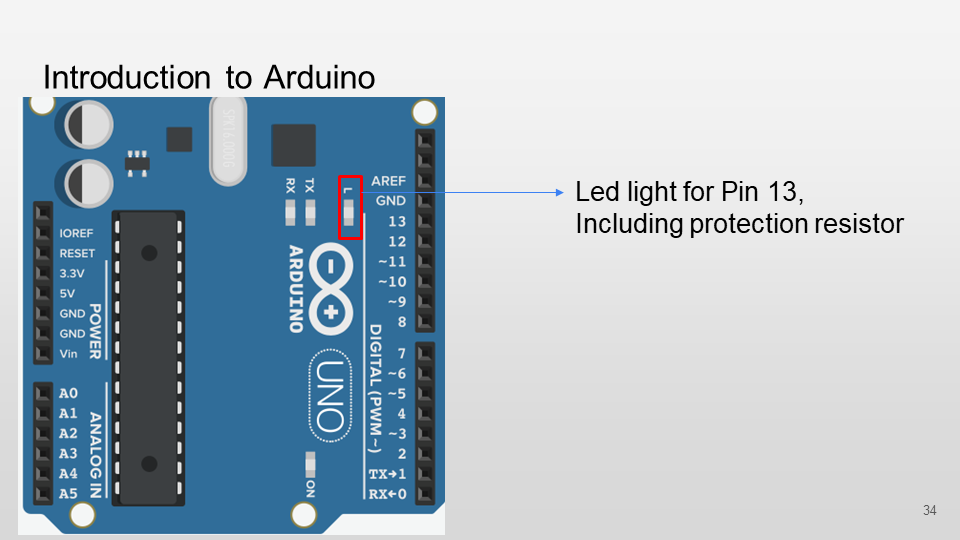 Introduction to Arduino
SPK16.000G
RX
TX
L
AREF
GND
13
12
~11
~10
~9
8
7
~6
~5
4
~3
2
TX→1
RX←0
DIGITAL (PWM~)
IOREF
RESET
3.3V
5V
GND
GND
Vin
POWER
A0
A1
A2
A3
A4
A5
ANALOG IN
ARDUINO
UNO
ON
Led light for Pin 13,
Including protection resistor
34